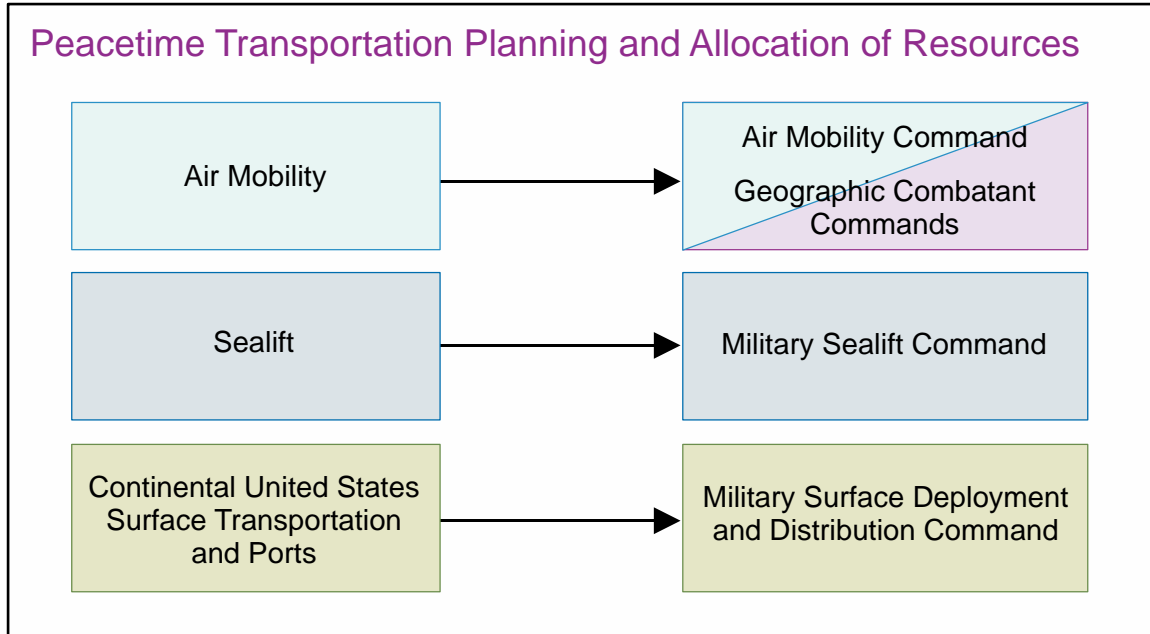 Peacetime Transportation Planning and Allocation of Resources
Air Mobility
Air Mobility Command
Geographic Combatant
Commands
Sealift
Military Sealift Command
Continental United States
Surface Transportation
and Ports
Military Surface Deployment
and Distribution Command